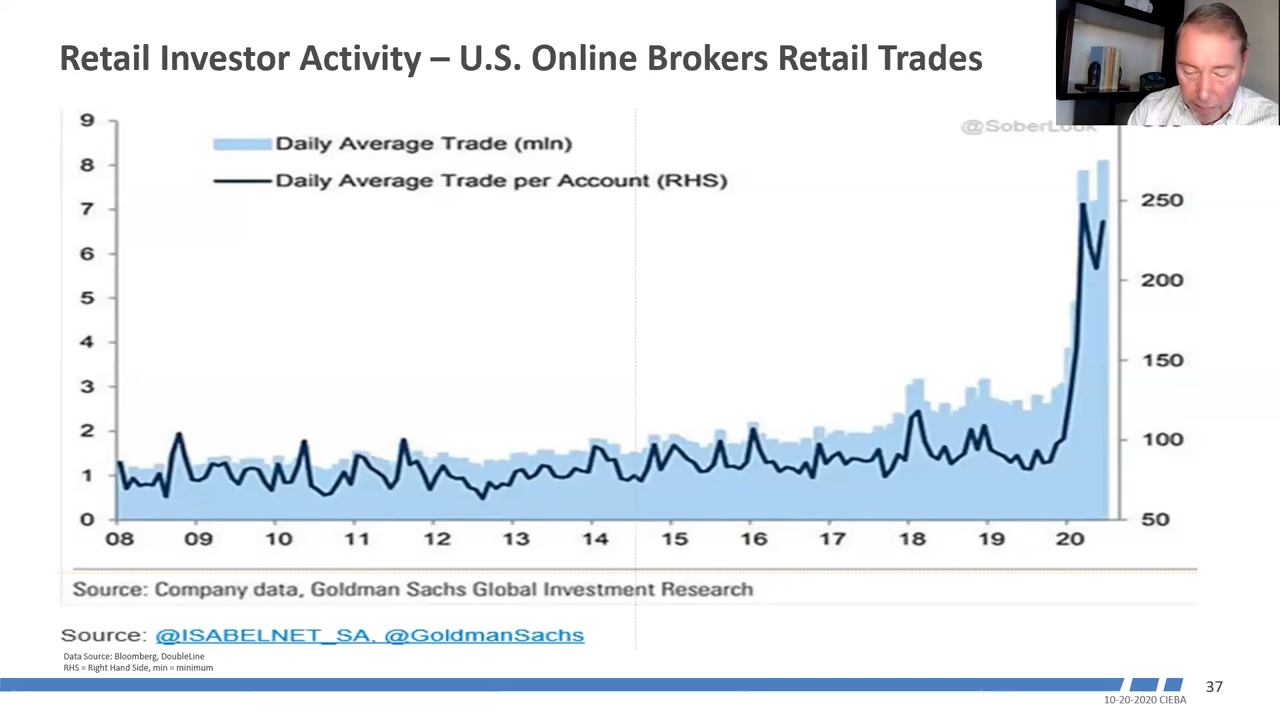 Retail Investor Activity – U.S. Online Brokers Retail Trades
@SoberLook
Daily Average Trade (mln)
Daily Average Trade per Account (RHS)
9
8
7
6
5
4
3
2
1
0
250
200
150
100
50
08 09 10 11 12 13 14 15 16 17 18 19 20
Source: Company data, Goldman Sachs Global Investment Research
Source: @ISABELNET_SA, @GoldmanSachs
Data Source: Bloomberg, DoubleLine
RHS = Right Hand Side, min = minimum
37
10-20-2020 CIEBA